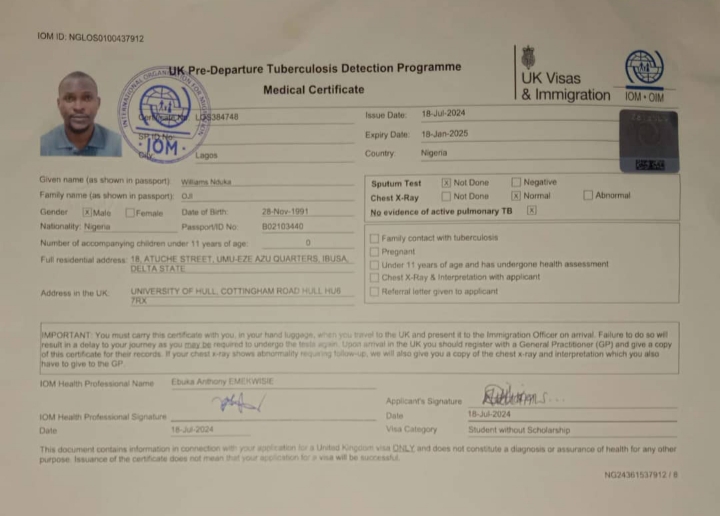 IOM ID: NGLOS0100437912
UK Pre-Departure Tuberculosis Detection Programme
Medical Certificate
UK Visas
& Immigration
IOM • OIM
INTERNATIONAL ORGANIZATION FOR MIGRATION
• IOM •
Certificate No: LOS384748
City: Lagos
Issue Date: 18-Jul-2024
Expiry Date: 18-Jan-2025
Country: Nigeria
Given name (as shown in passport): Williams Nduka
Family name (as shown in passport): OJI
Gender [x] Male [ ] Female Date of Birth: 28-Nov-1991
Nationality: Nigeria Passport/ID No: B02103440
Number of accompanying children under 11 years of age: 0
Full residential address: 18, ATUCHE STREET, UMU-EZE AZU QUARTERS, IBUSA,
DELTA STATE
Address in the UK: UNIVERSITY OF HULL, COTTINGHAM ROAD HULL HU6
7RX
Sputum Test [x] Not Done [ ] Negative
Chest X-Ray [ ] Not Done [x] Normal [ ] Abnormal
No evidence of active pulmonary TB [x]
Family contact with tuberculosis
Pregnant
Under 11 years of age and has undergone health assessment
Chest X-Ray & Interpretation with applicant
Referral letter given to applicant
IMPORTANT: You must carry this certificate with you, in your hand luggage, when you travel to the UK and present it to the Immigration Officer on arrival. Failure to do so will
result in a delay to your journey as you may be required to undergo the tests again. Upon arrival in the UK you should register with a General Practitioner (GP) and give a copy
of this certificate for their records. If your chest x-ray shows abnormality requiring follow-up, we will also give you a copy of the chest x-ray and interpretation which you also
have to give to the GP.
IOM Health Professional Name Ebuka Anthony EMEKWISIE
IOM Health Professional Signature
Date 18-Jul-2024
Applicant's Signature
Date 18-Jul-2024
Visa Category Student without Scholarship
This document contains information in connection with your application for a United Kingdom visa ONLY and does not constitute a diagnosis or assurance of health for any other
purpose. Issuance of the certificate does not mean that your application for a visa will be successful.
NG24361537912 / 8